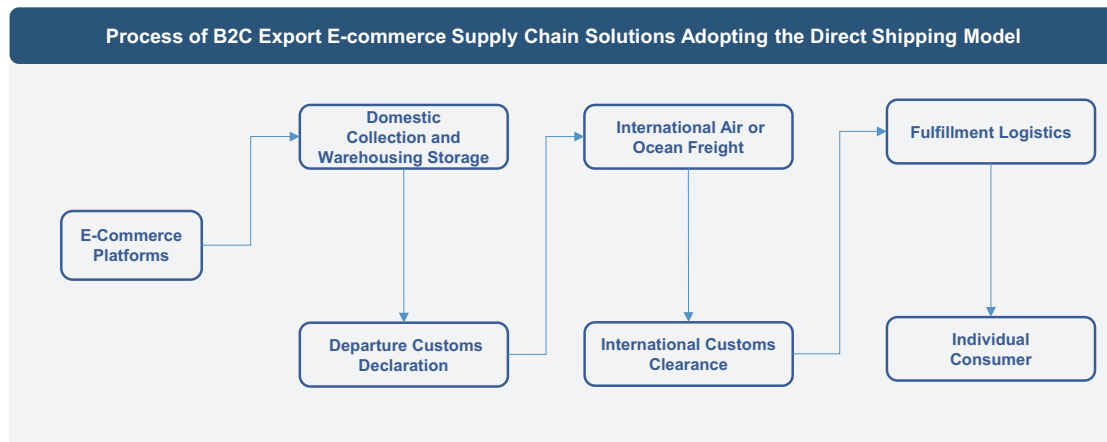 Process of B2C Export E-commerce Supply Chain Solutions Adopting the Direct Shipping Model
E-Commerce
Platforms
Domestic
Collection and
Warehousing Storage
Departure Customs
Declaration
International Air or
Ocean Freight
International Customs
Clearance
Fulfillment Logistics
Individual
Consumer